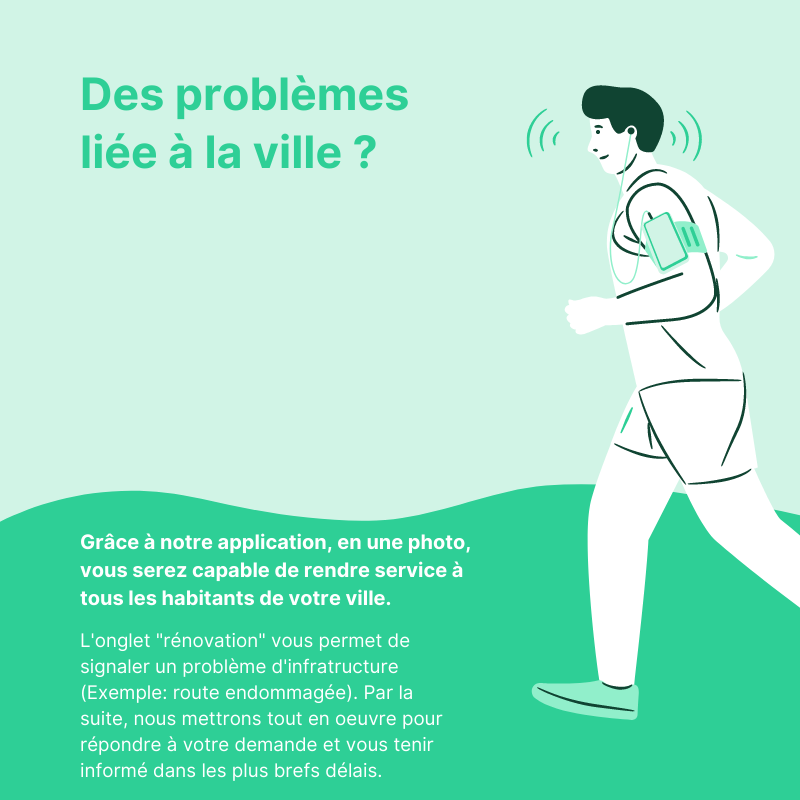 Des problèmes
liée à la ville ?
Grâce à notre application, en une photo,
vous serez capable de rendre service à
tous les habitants de votre ville.
L'onglet "rénovation" vous permet de
signaler un problème d'infratructure
(Exemple: route endommagée). Par la
suite, nous mettrons tout en oeuvre pour
répondre à votre demande et vous tenir
informé dans les plus brefs délais.